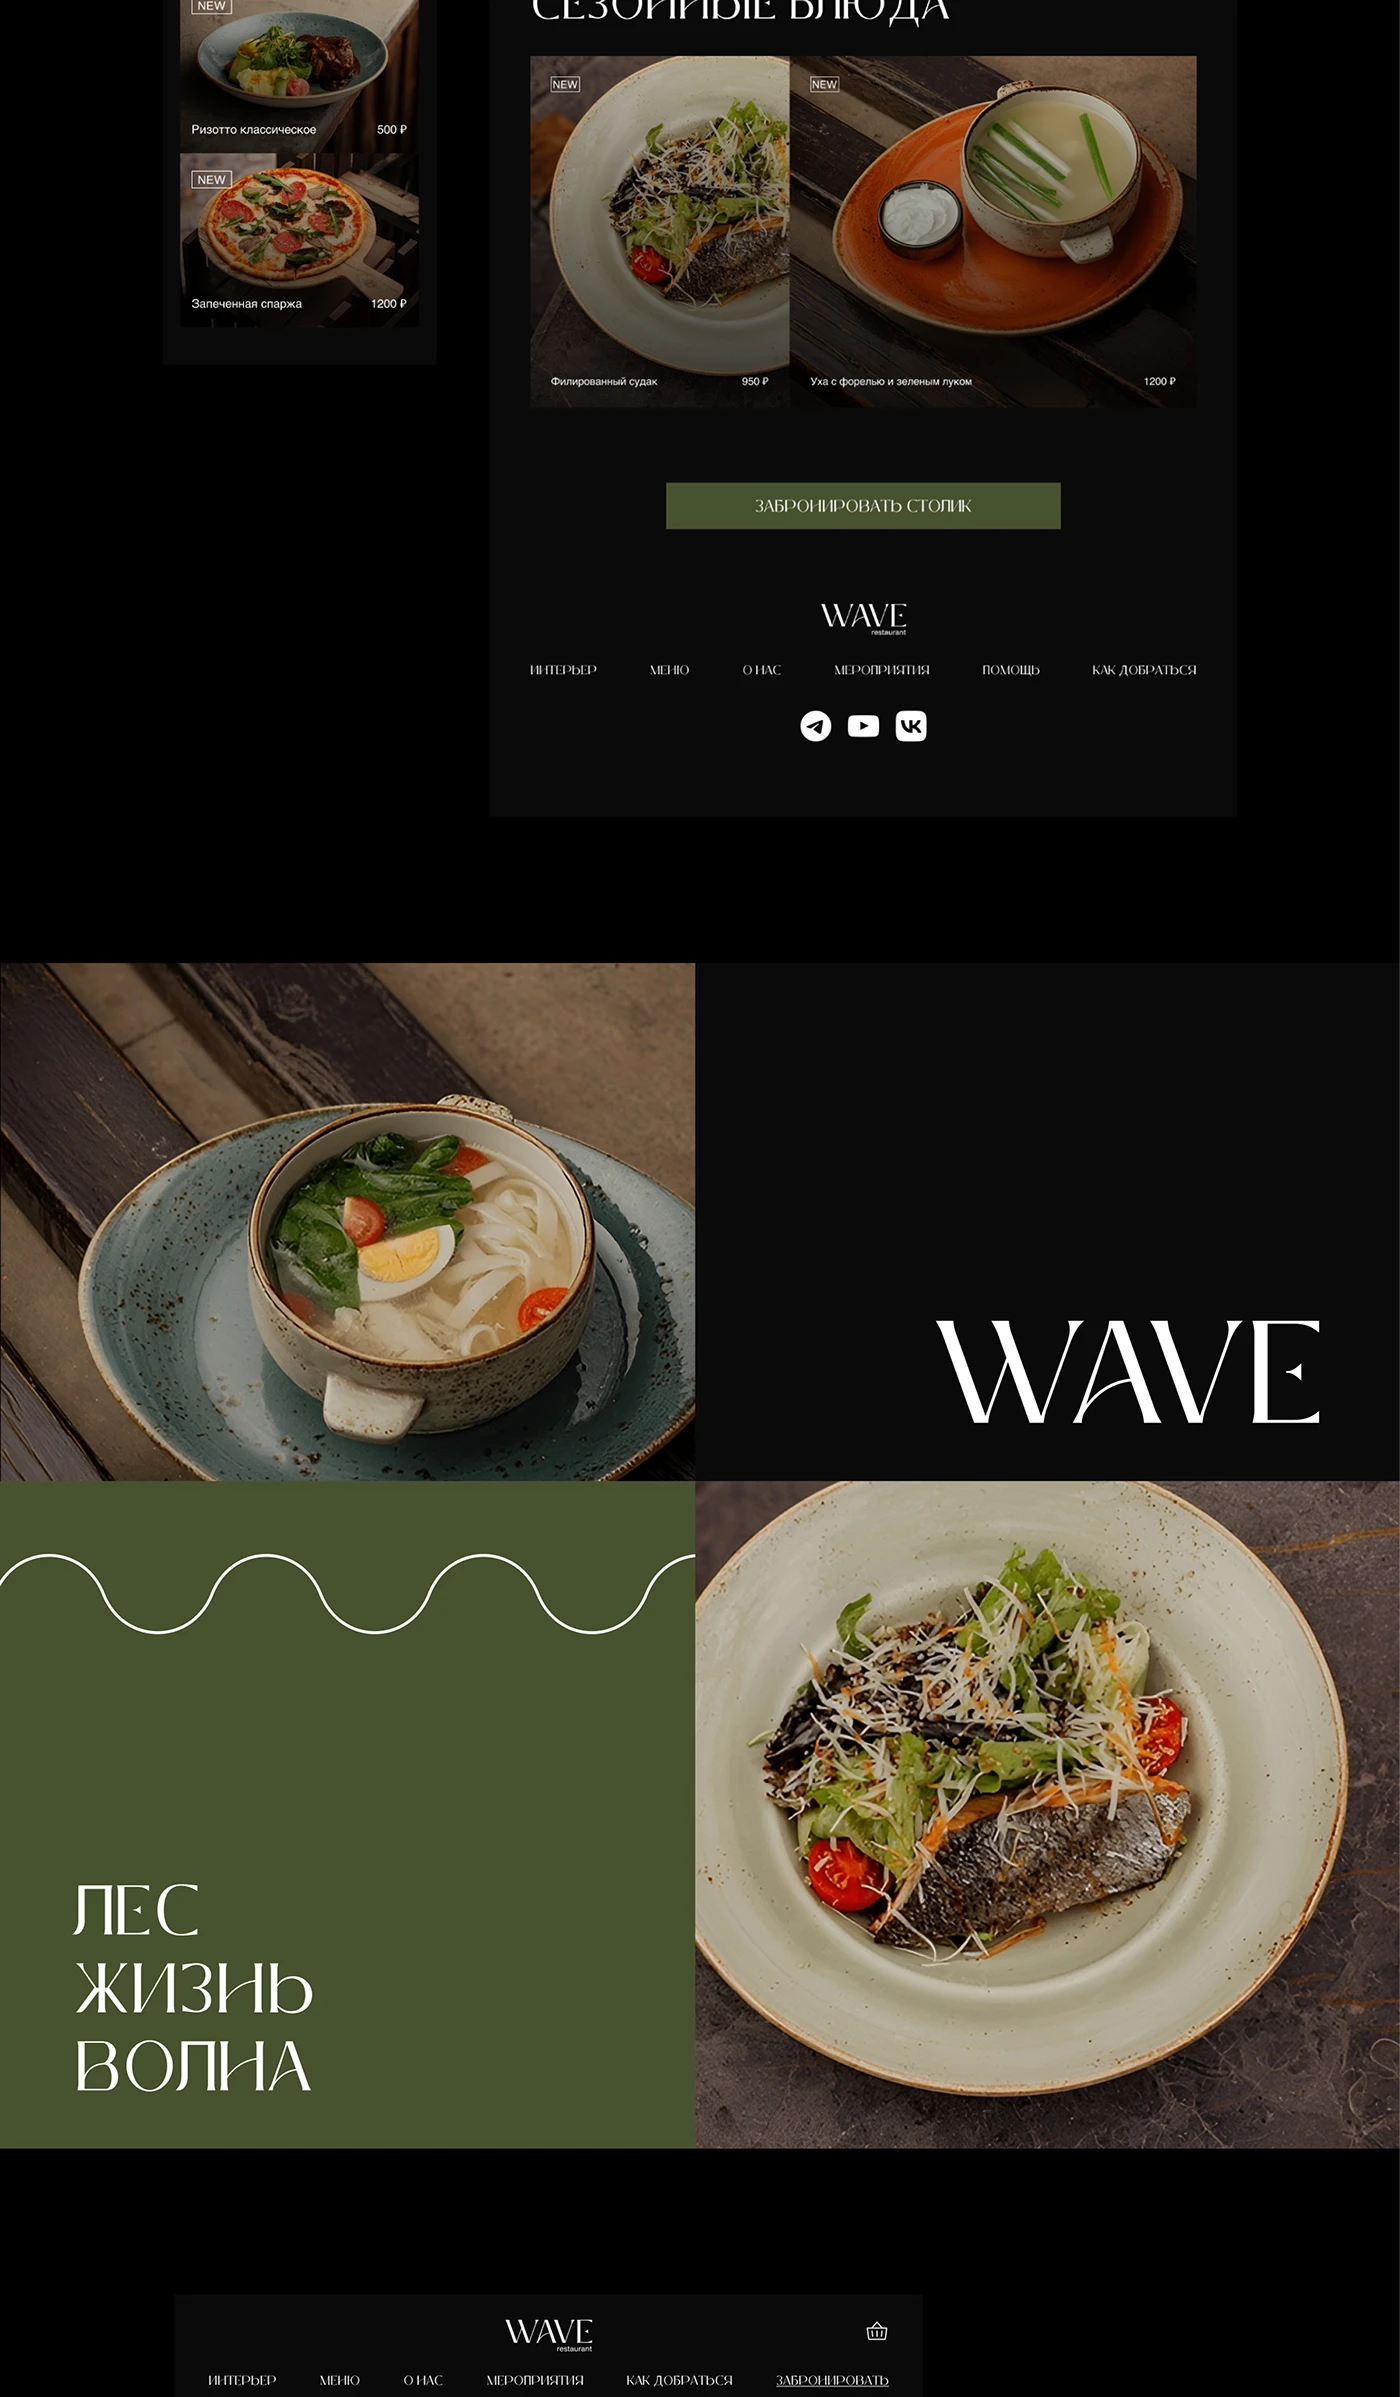 NEW
Ризотто классическое 500 ₽
NEW
Запеченная спаржа 1200 ₽
СЕЗОННЫЕ БЛЮДА
NEW
NEW
Филированный судак 950 ₽
Уха с форелью и зеленым луком 1200 ₽
ЗАБРОНИРОВАТЬ СТОЛИК
WAVE
restaurant
ИНТЕРЬЕР МЕНЮ О НАС МЕРОПРИЯТИЯ ПОМОЩЬ КАК ДОБРАТЬСЯ
WAVE
ЛЕС
ЖИЗНЬ
ВОЛНА
WAVE
restaurant
ИНТЕРЬЕР МЕНЮ О НАС МЕРОПРИЯТИЯ КАК ДОБРАТЬСЯ ЗАБРОНИРОВАТЬ